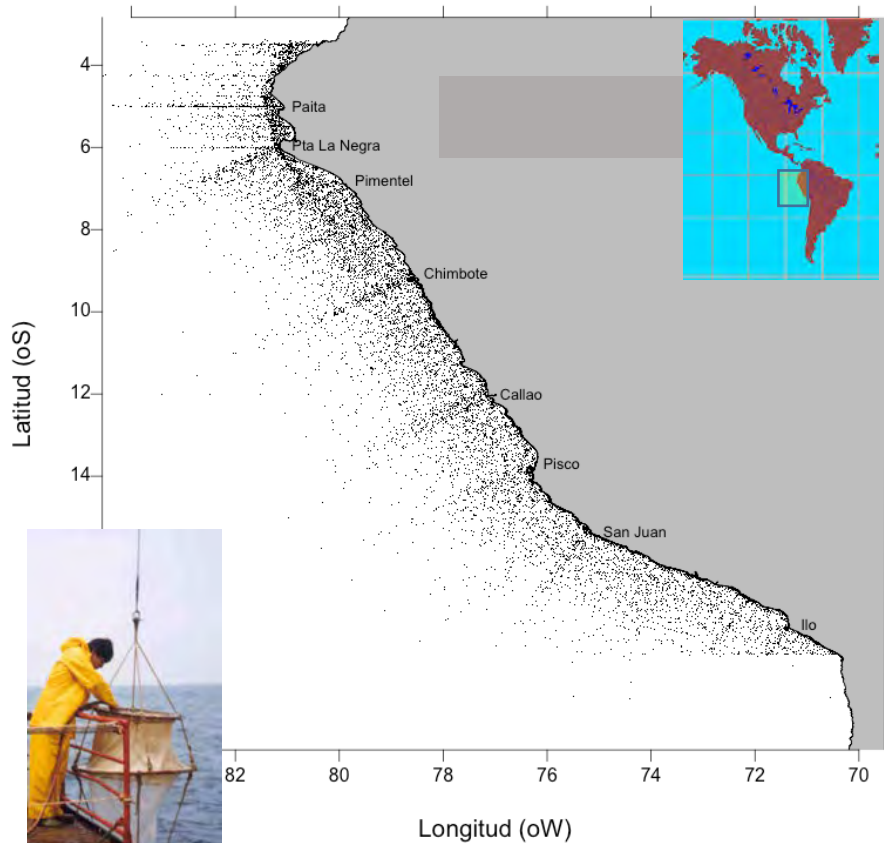 4
Paita
6
Pta La Negra
Pimentel
8
Chimbote
10
12
Callao
Pisco
14
San Juan
Ilo
Latitud (oS)
82 80 78 76 74 72 70
Longitud (oW)